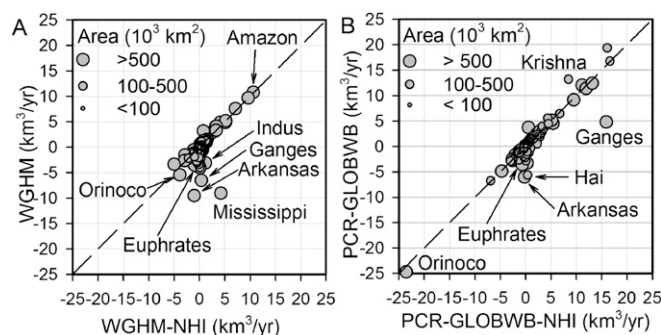 A
25
20
15
10
5
0
-5
-10
-15
-20
-25
WGHM (km³/yr)
Area (10³ km²)
>500
100-500
<100
Amazon
Indus
Ganges
Arkansas
Orinoco
Mississippi
Euphrates
-25-20-15-10 -5 0 5 10 15 20 25
WGHM-NHI (km³/yr)
B
25
20
15
10
5
0
-5
-10
-15
-20
-25
PCR-GLOBWB (km³/yr)
Area (10³ km²)
> 500
100-500
< 100
Krishna
Ganges
Hai
Arkansas
Euphrates
Orinoco
-25-20-15-10 -5 0 5 10 15 20 25
PCR-GLOBWB-NHI (km³/yr)